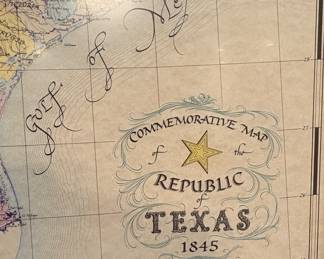 Gulf of Me
COMMEMORATIVE MAP
of the
REPUBLIC
of
TEXAS
1845